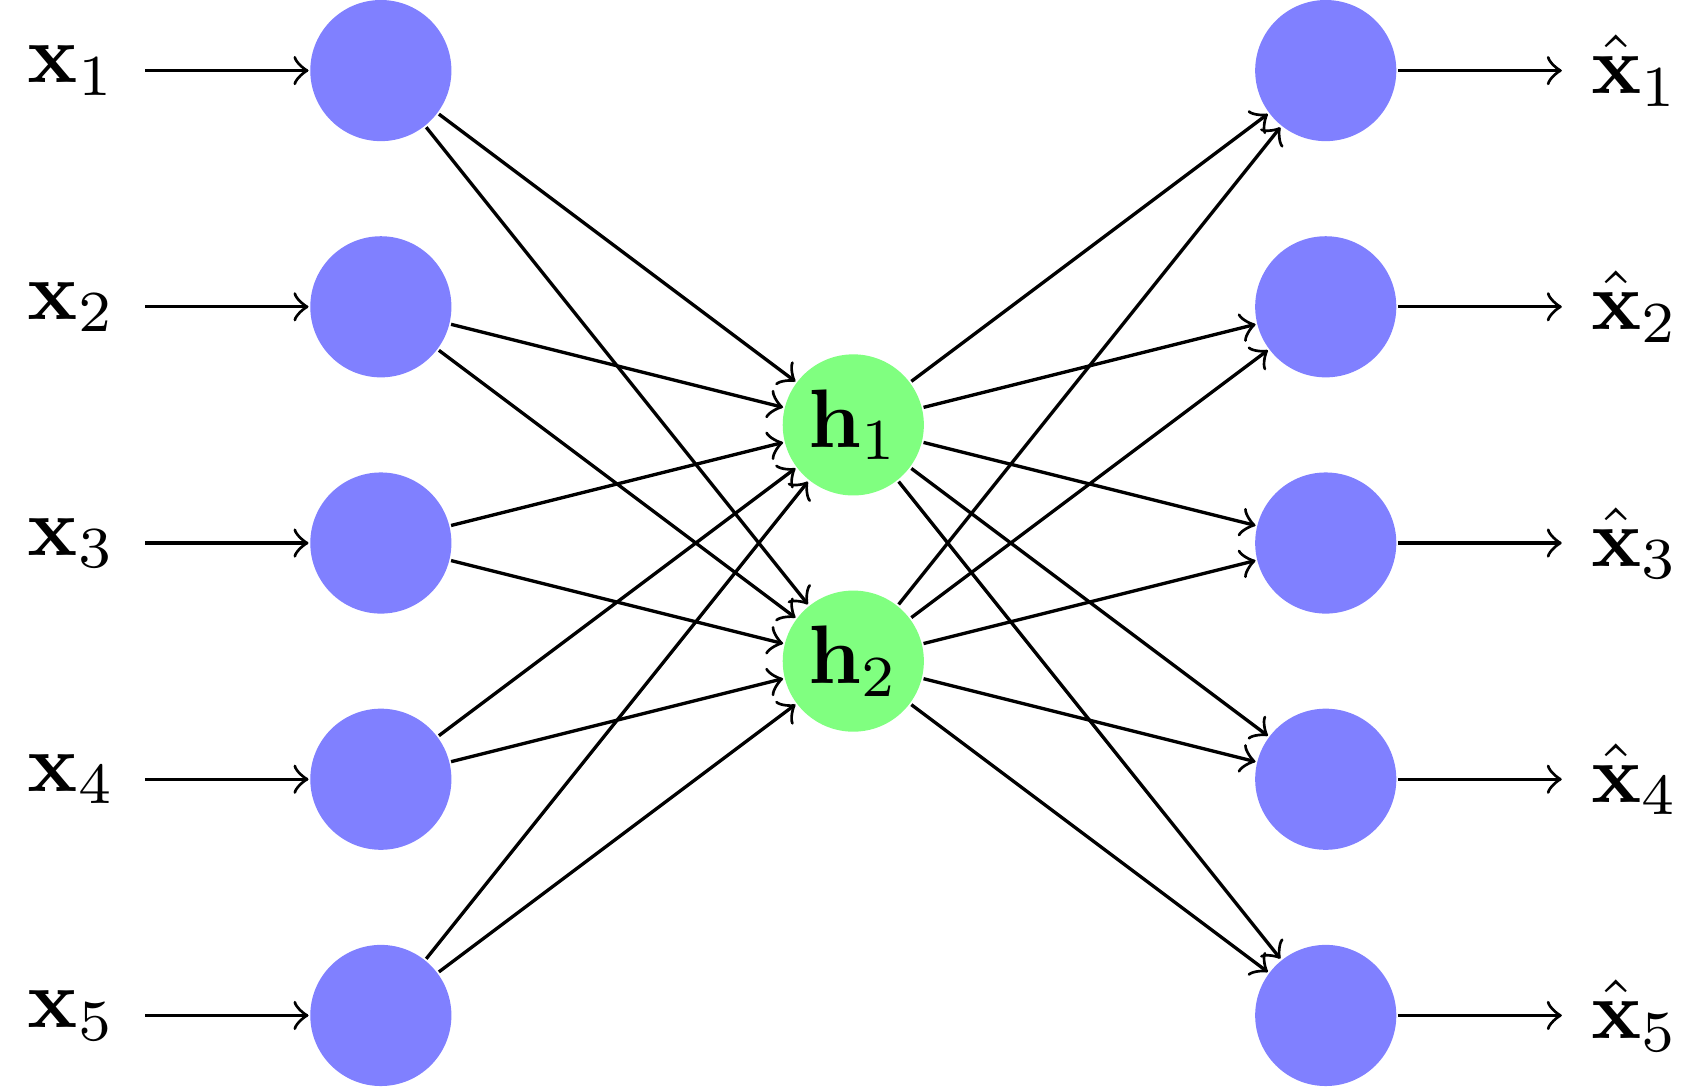 x₁
x₂
x₃
x₄
x₅
h₁
h₂
x̂₁
x̂₂
x̂₃
x̂₄
x̂₅